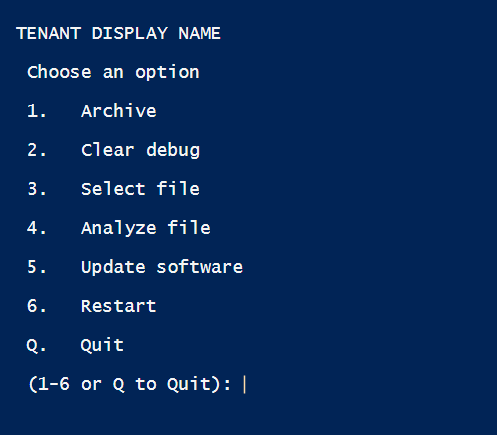 TENANT DISPLAY NAME
Choose an option
1. Archive
2. Clear debug
3. Select file
4. Analyze file
5. Update software
6. Restart
Q. Quit
(1-6 or Q to Quit):